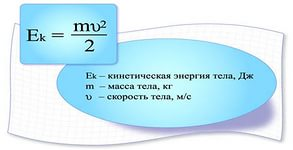 Eк = mυ²/2
Eк – кинетическая энергия тела, Дж
m – масса тела, кг
υ – скорость тела, м/с